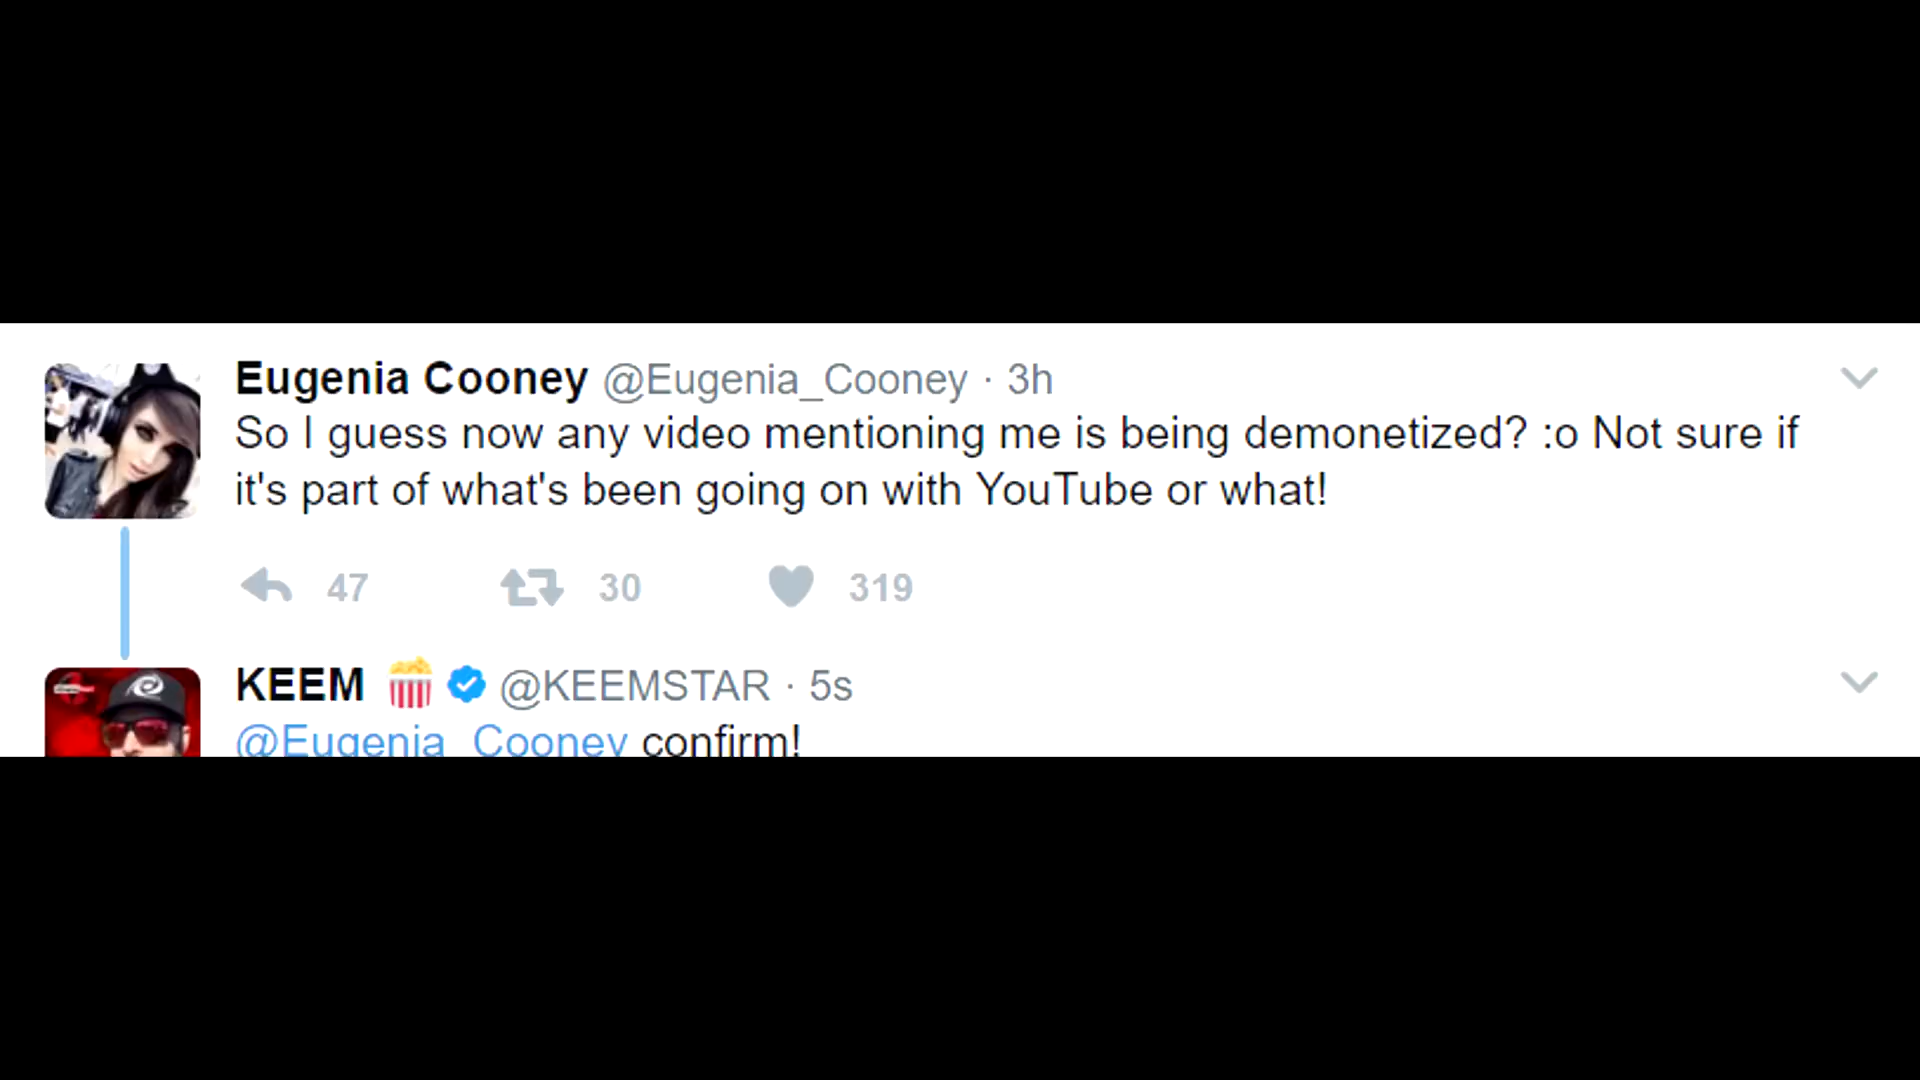 Eugenia Cooney @Eugenia_Cooney · 3h
So I guess now any video mentioning me is being demonetized? :o Not sure if
it's part of what's been going on with YouTube or what!
47 30 319
KEEM 🍿 @KEEMSTAR · 5s
@Eugenia_Cooney confirm!